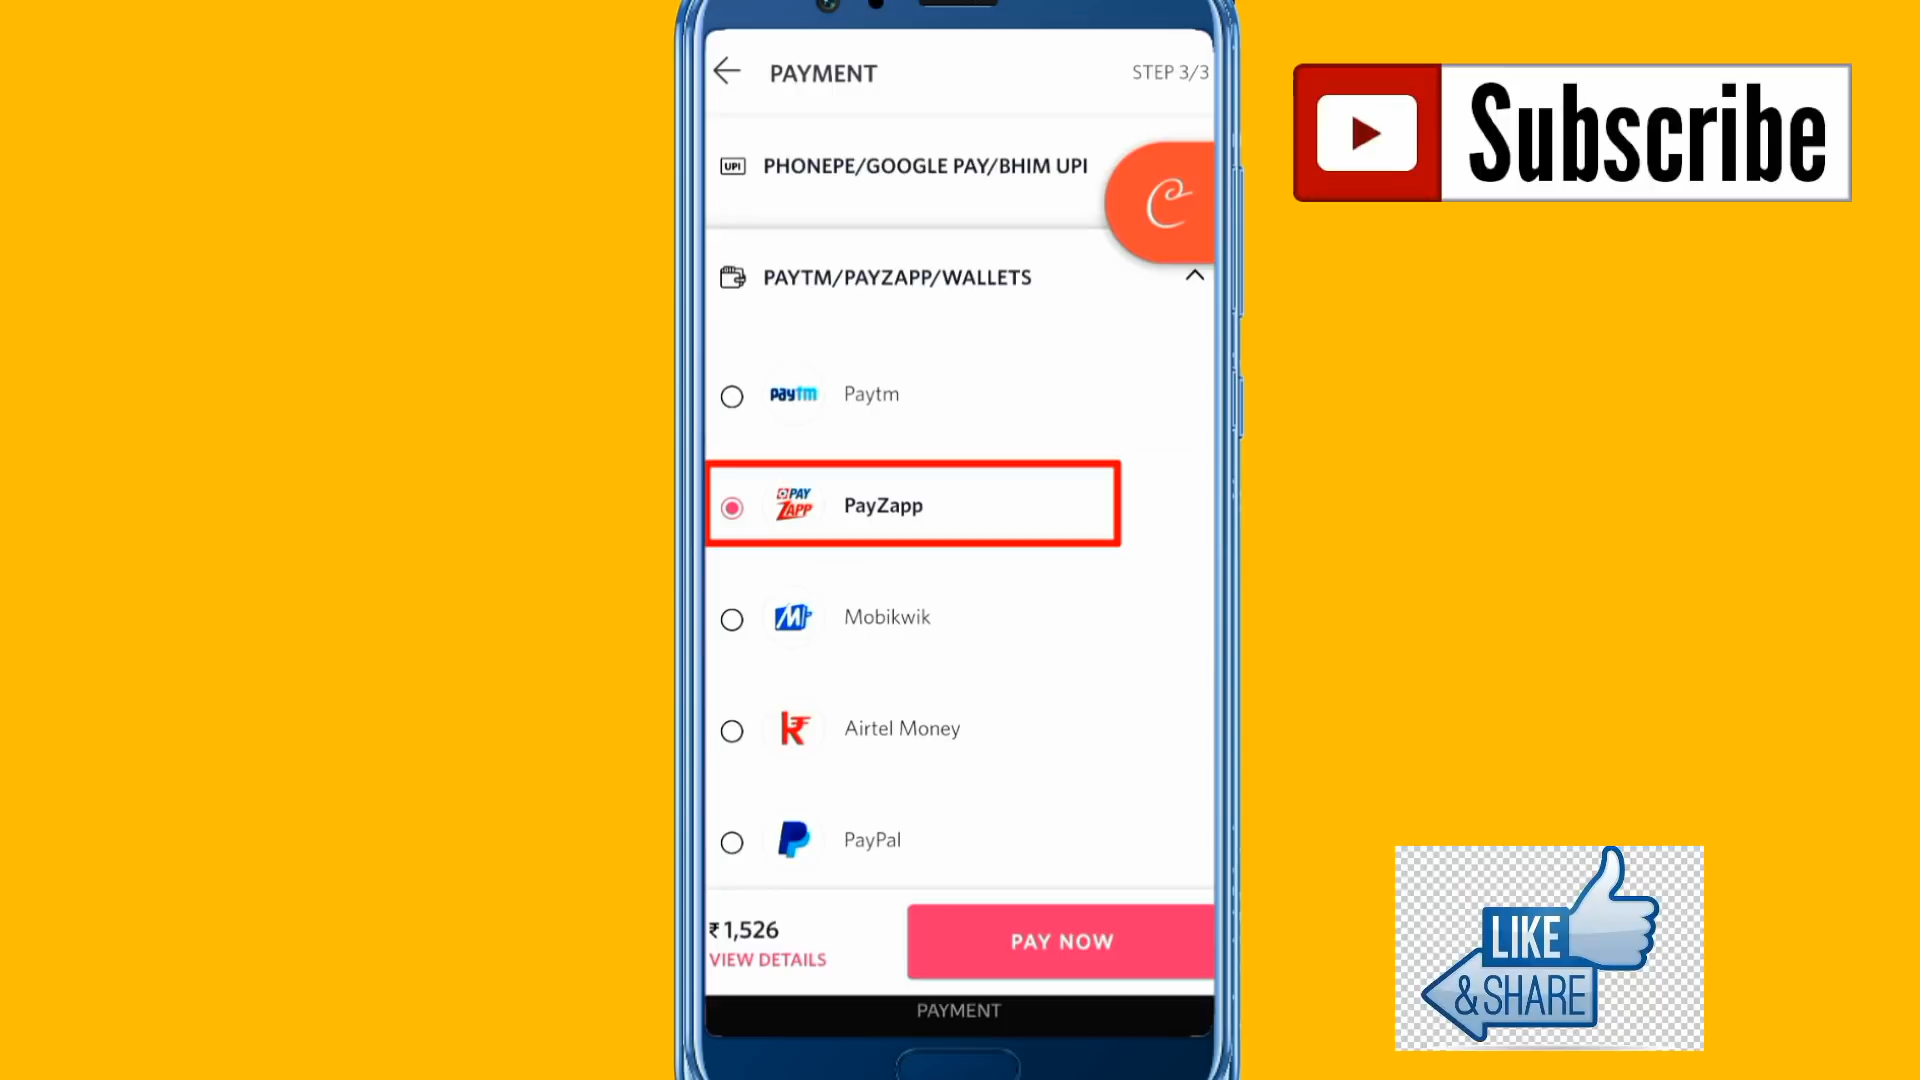 PAYMENT
STEP 3/3
UPI
PHONEPE/GOOGLE PAY/BHIM UPI
PAYTM/PAYZAPP/WALLETS
paytm
Paytm
PAY
ZAPP
PayZapp
Mobikwik
Airtel Money
PayPal
₹1,526
VIEW DETAILS
PAY NOW
PAYMENT
Subscribe
LIKE
& SHARE